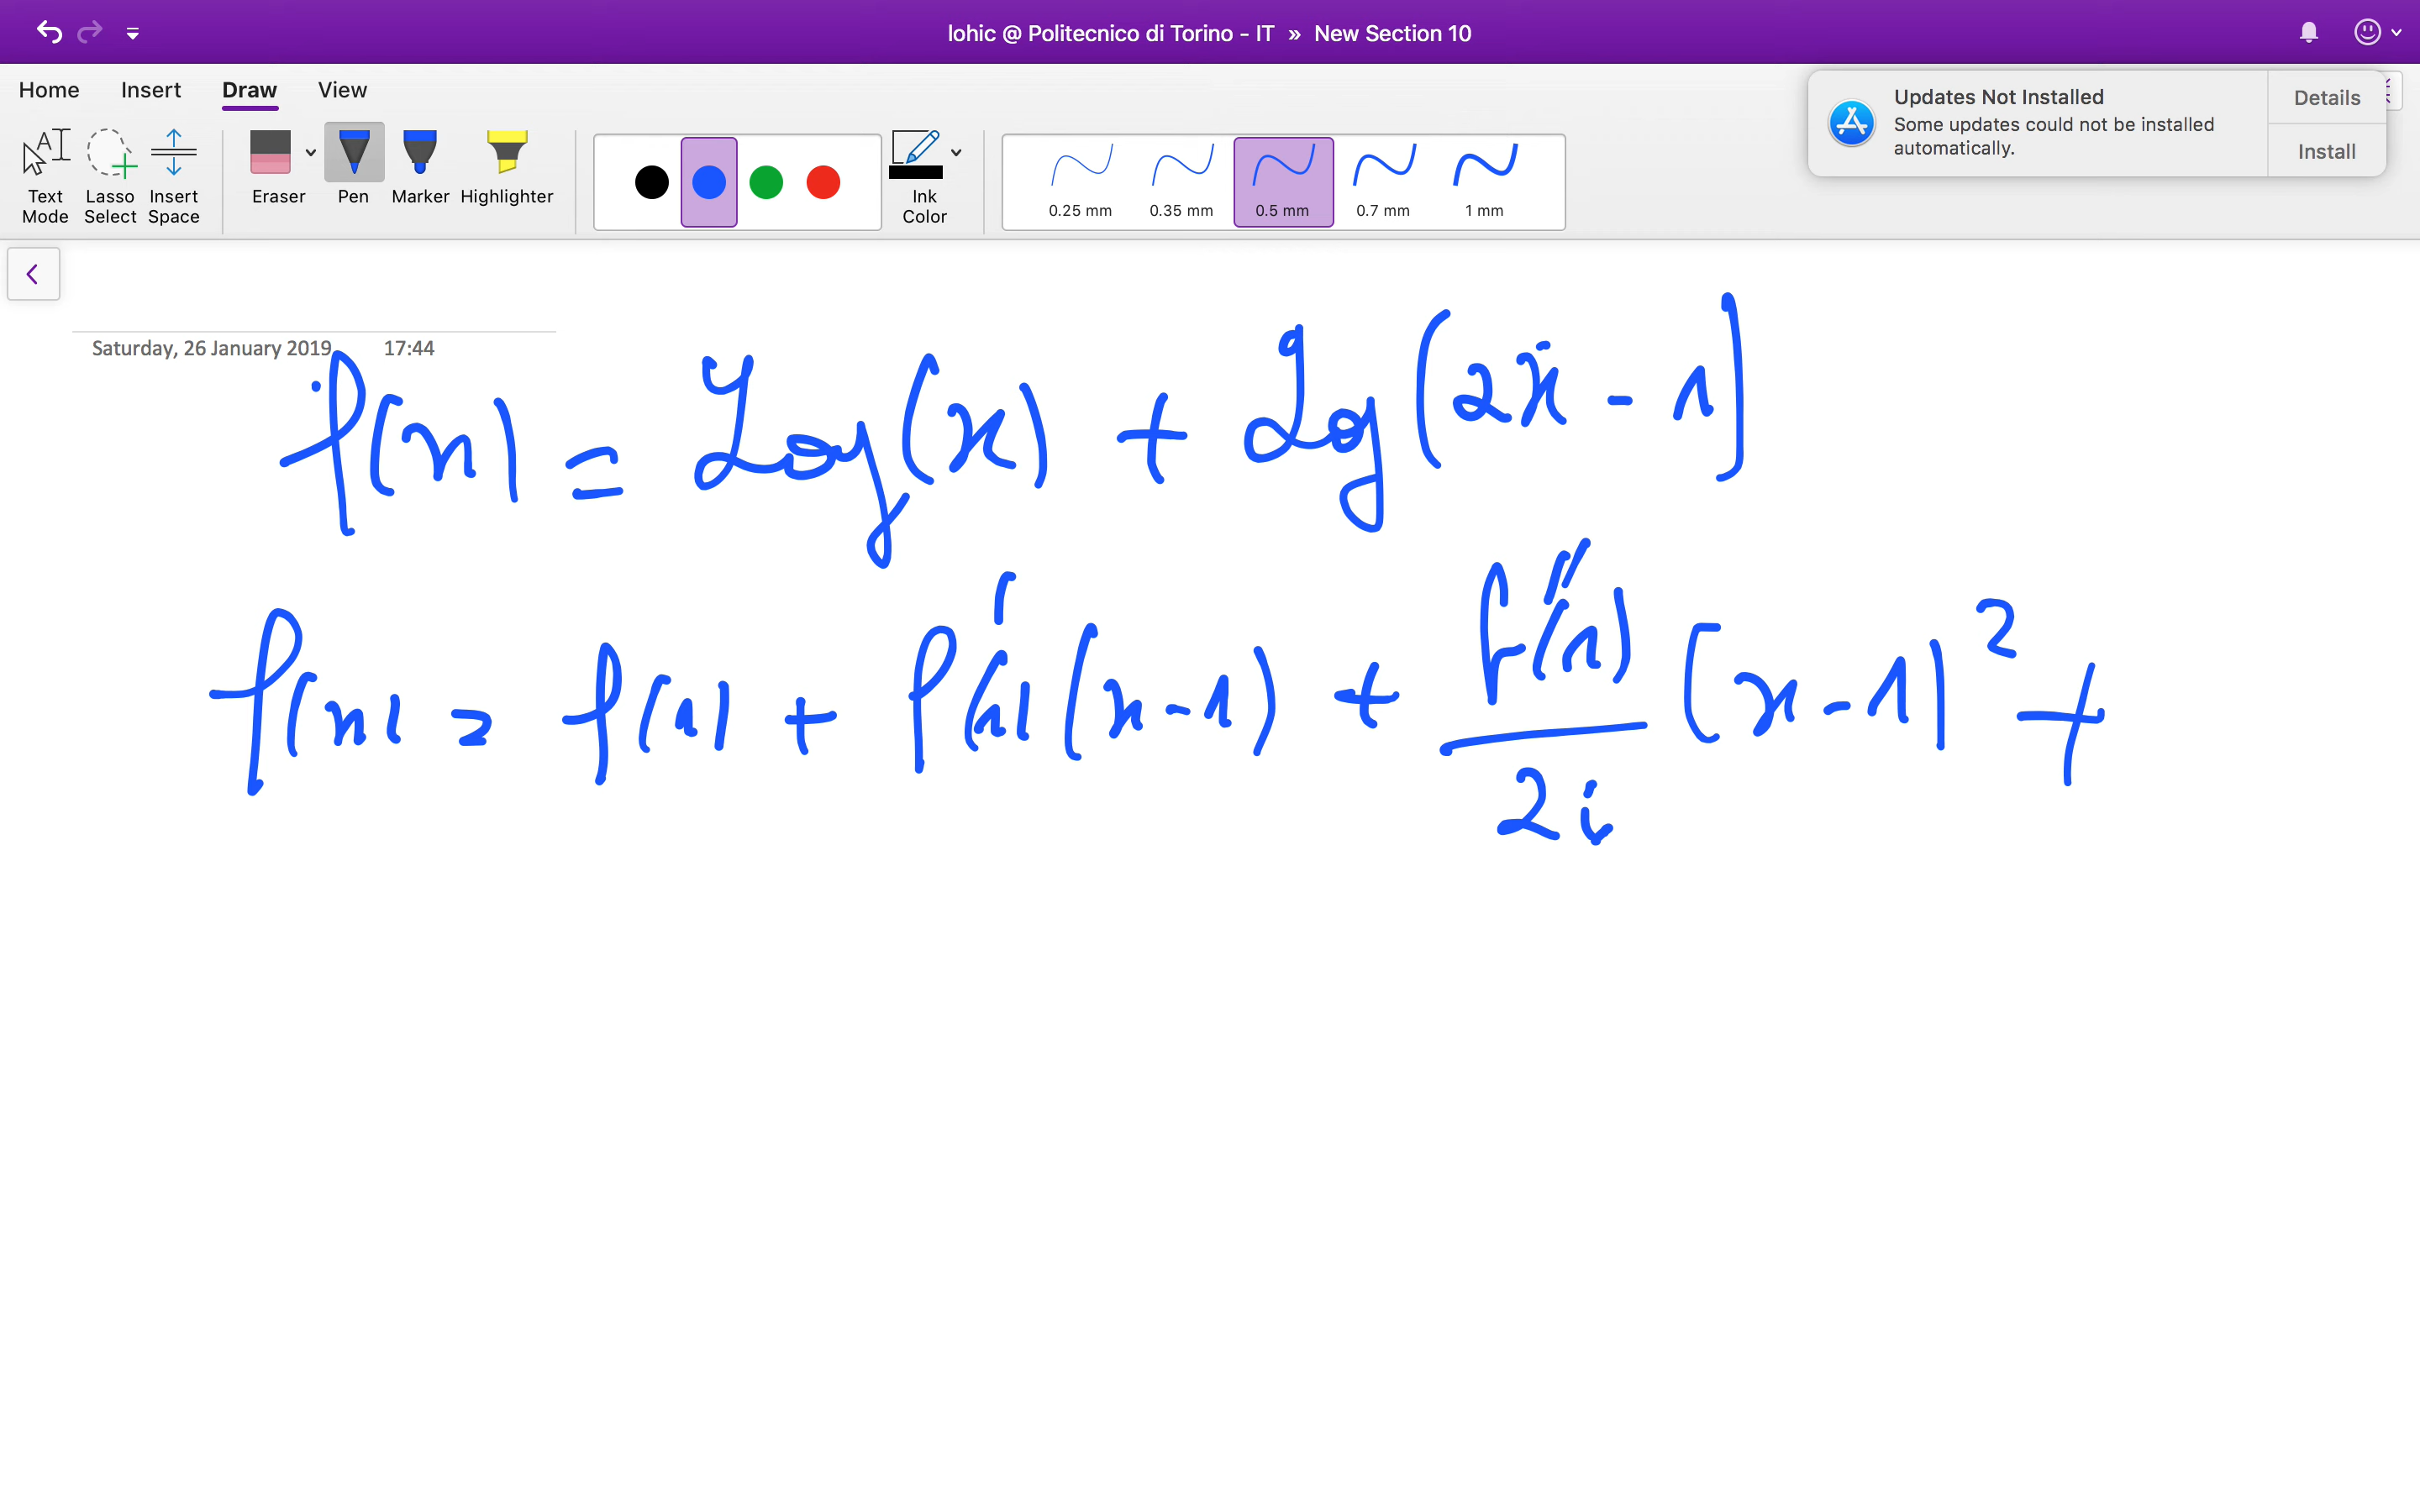 lohic @ Politecnico di Torino - IT » New Section 10
Home Insert Draw View
Updates Not Installed
Some updates could not be installed automatically.
Details
Install
Text Mode
Lasso Select
Insert Space
Eraser
Pen
Marker
Highlighter
Ink Color
0.25 mm
0.35 mm
0.5 mm
0.7 mm
1 mm
Saturday, 26 January 2019 17:44
f(x) = Log(x) + Log(2x - 1)
f(x) = f(1) + f'(1)(x-1) + f''(1)/2! (x-1)² +